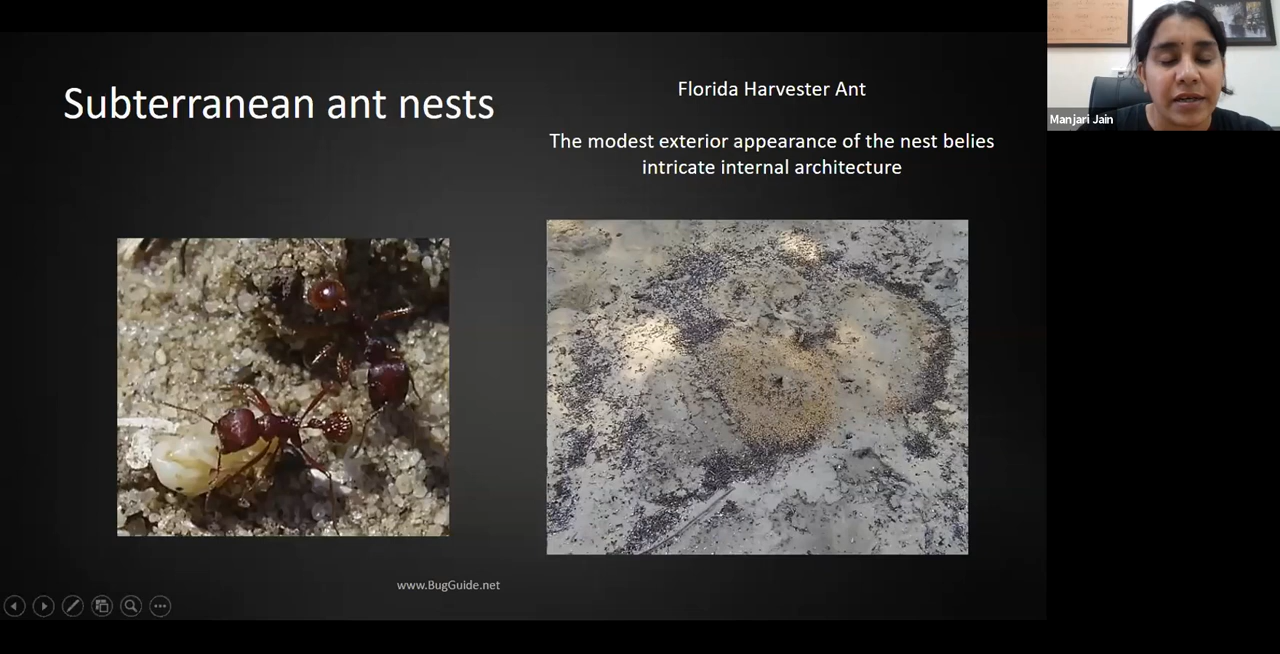 Subterranean ant nests
Florida Harvester Ant
The modest exterior appearance of the nest belies
intricate internal architecture
www.BugGuide.net
Manjari Jain